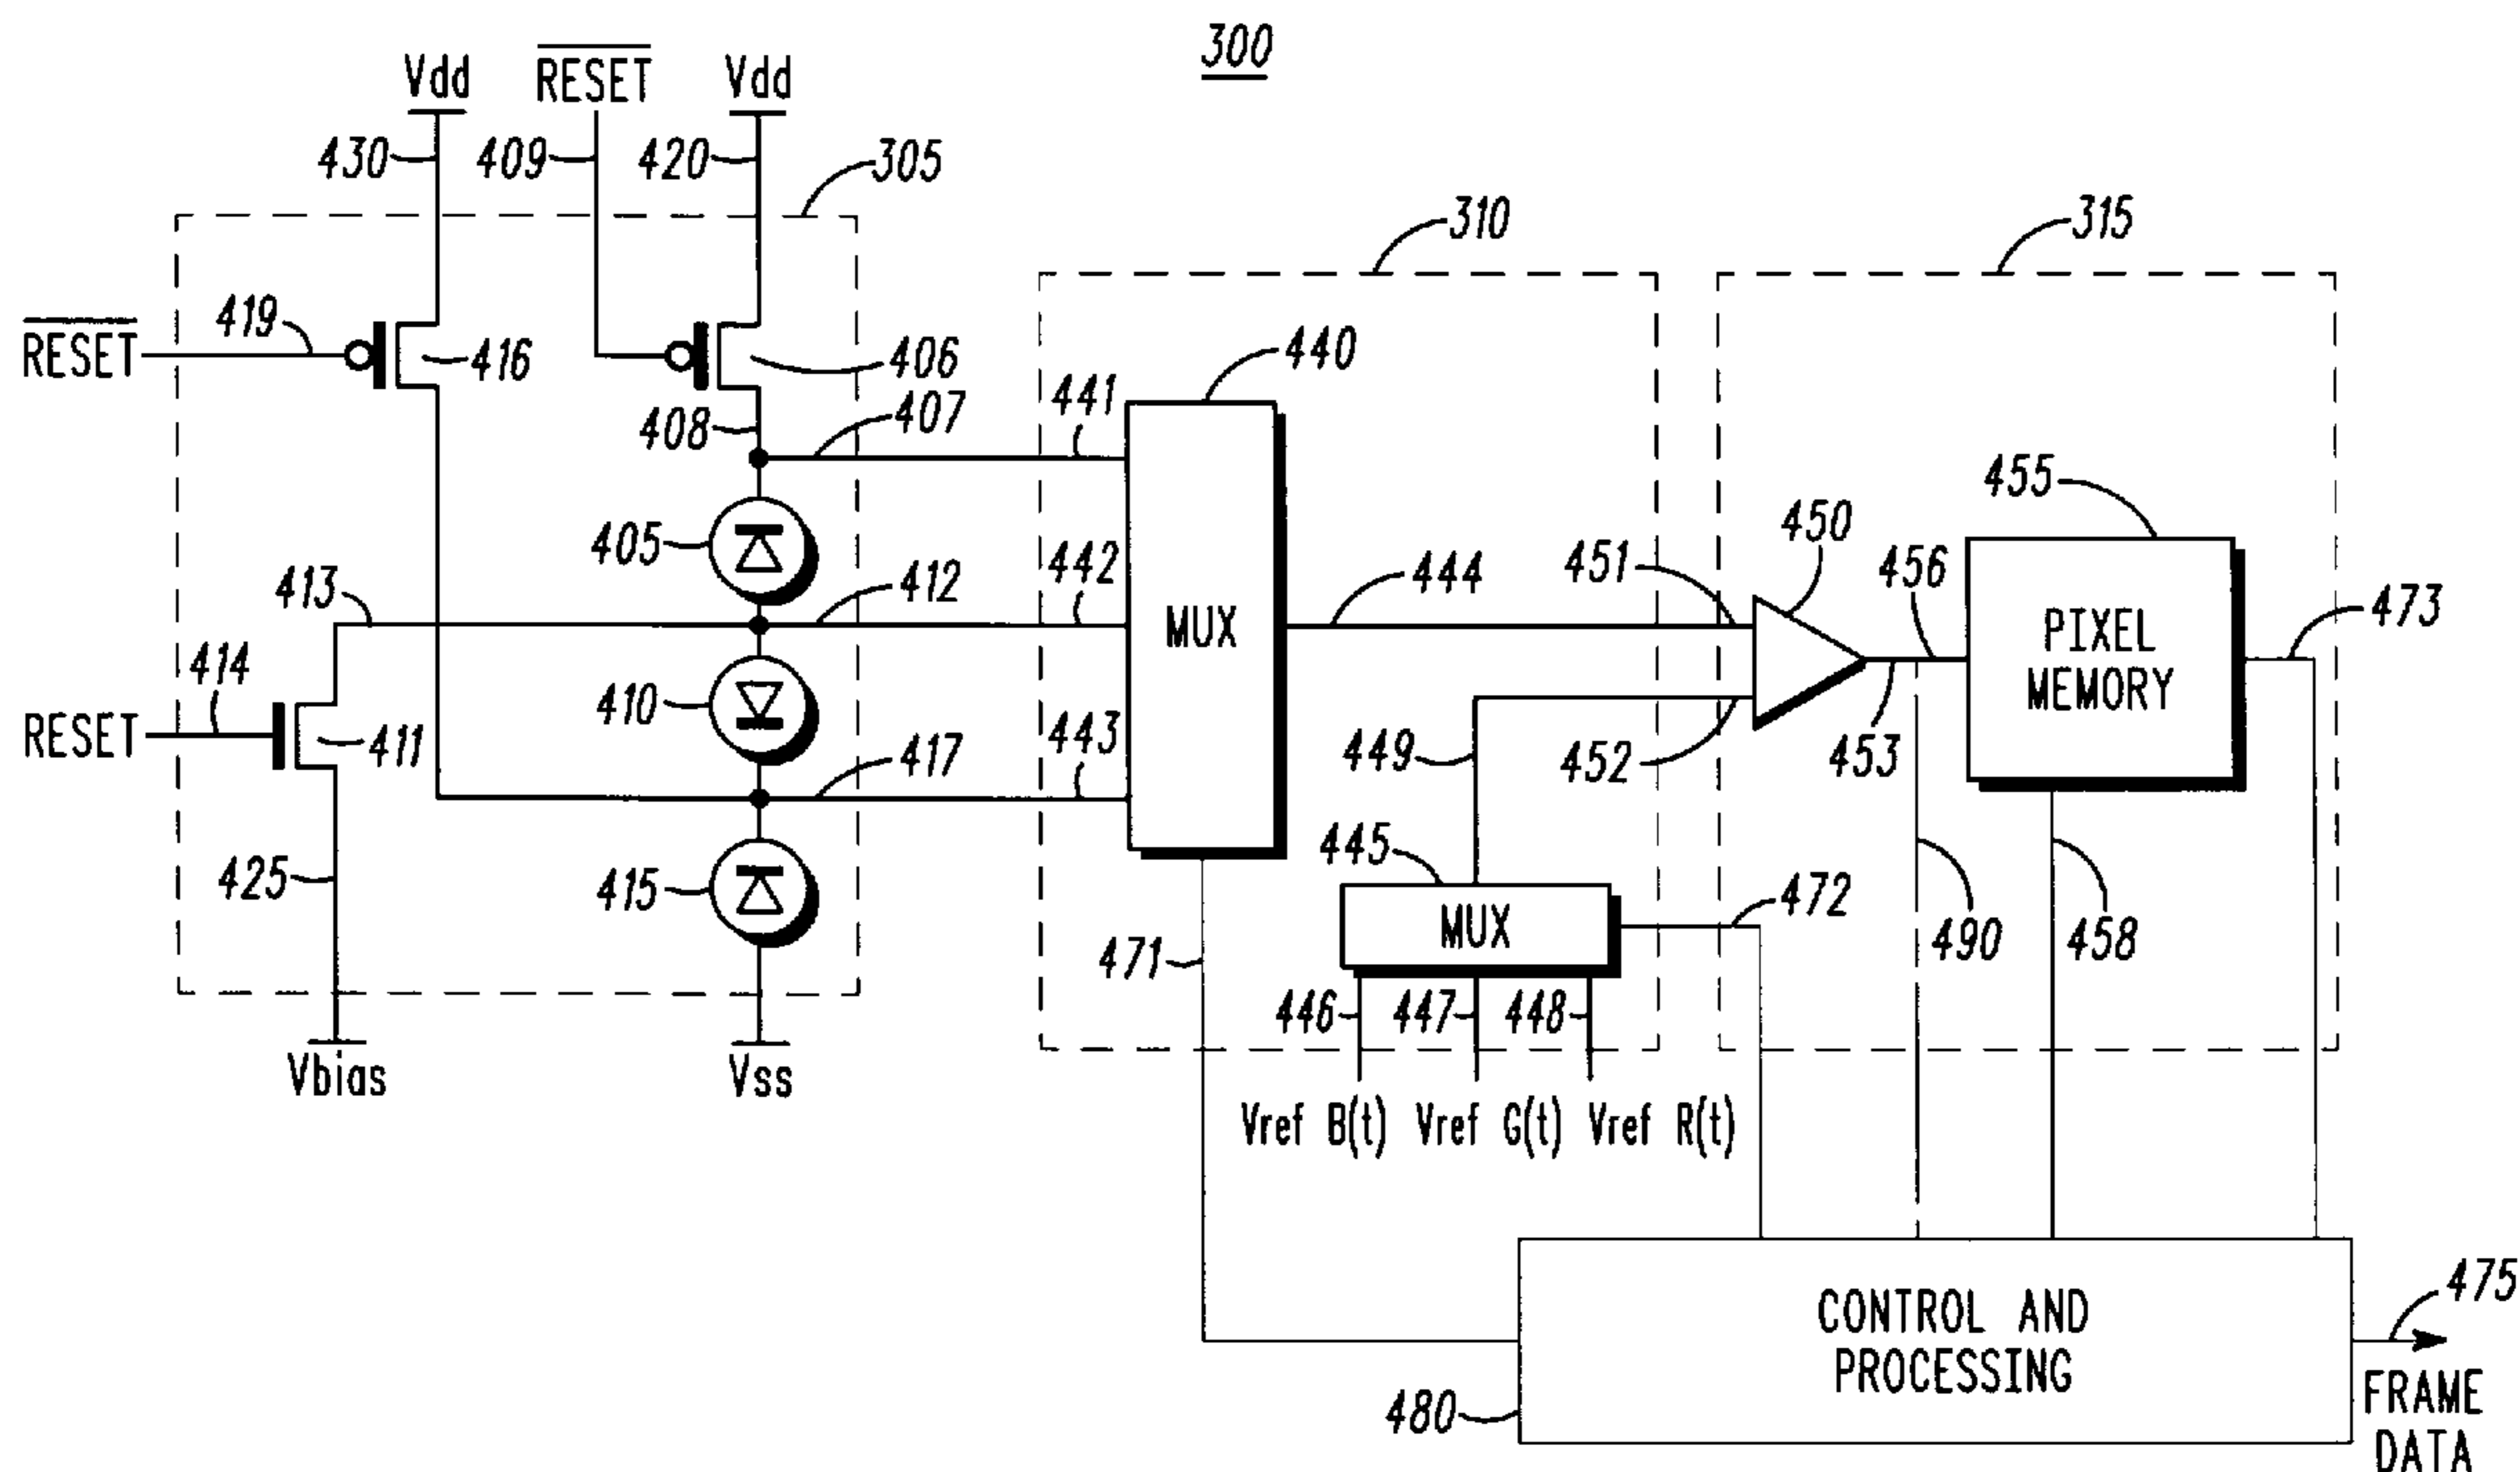 300
Vdd
R̅E̅S̅E̅T̅
Vdd
430
409
420
305
310
315
R̅E̅S̅E̅T̅
419
416
406
440
408
407
441
455
405
450
413
412
442
444
451
456
473
MUX
PIXEL
MEMORY
414
410
RESET
411
417
443
449
452
453
425
415
445
MUX
472
471
490
458
446
447
448
Vbias
Vss
Vref B(t)
Vref G(t)
Vref R(t)
CONTROL AND
PROCESSING
475
480
FRAME
DATA